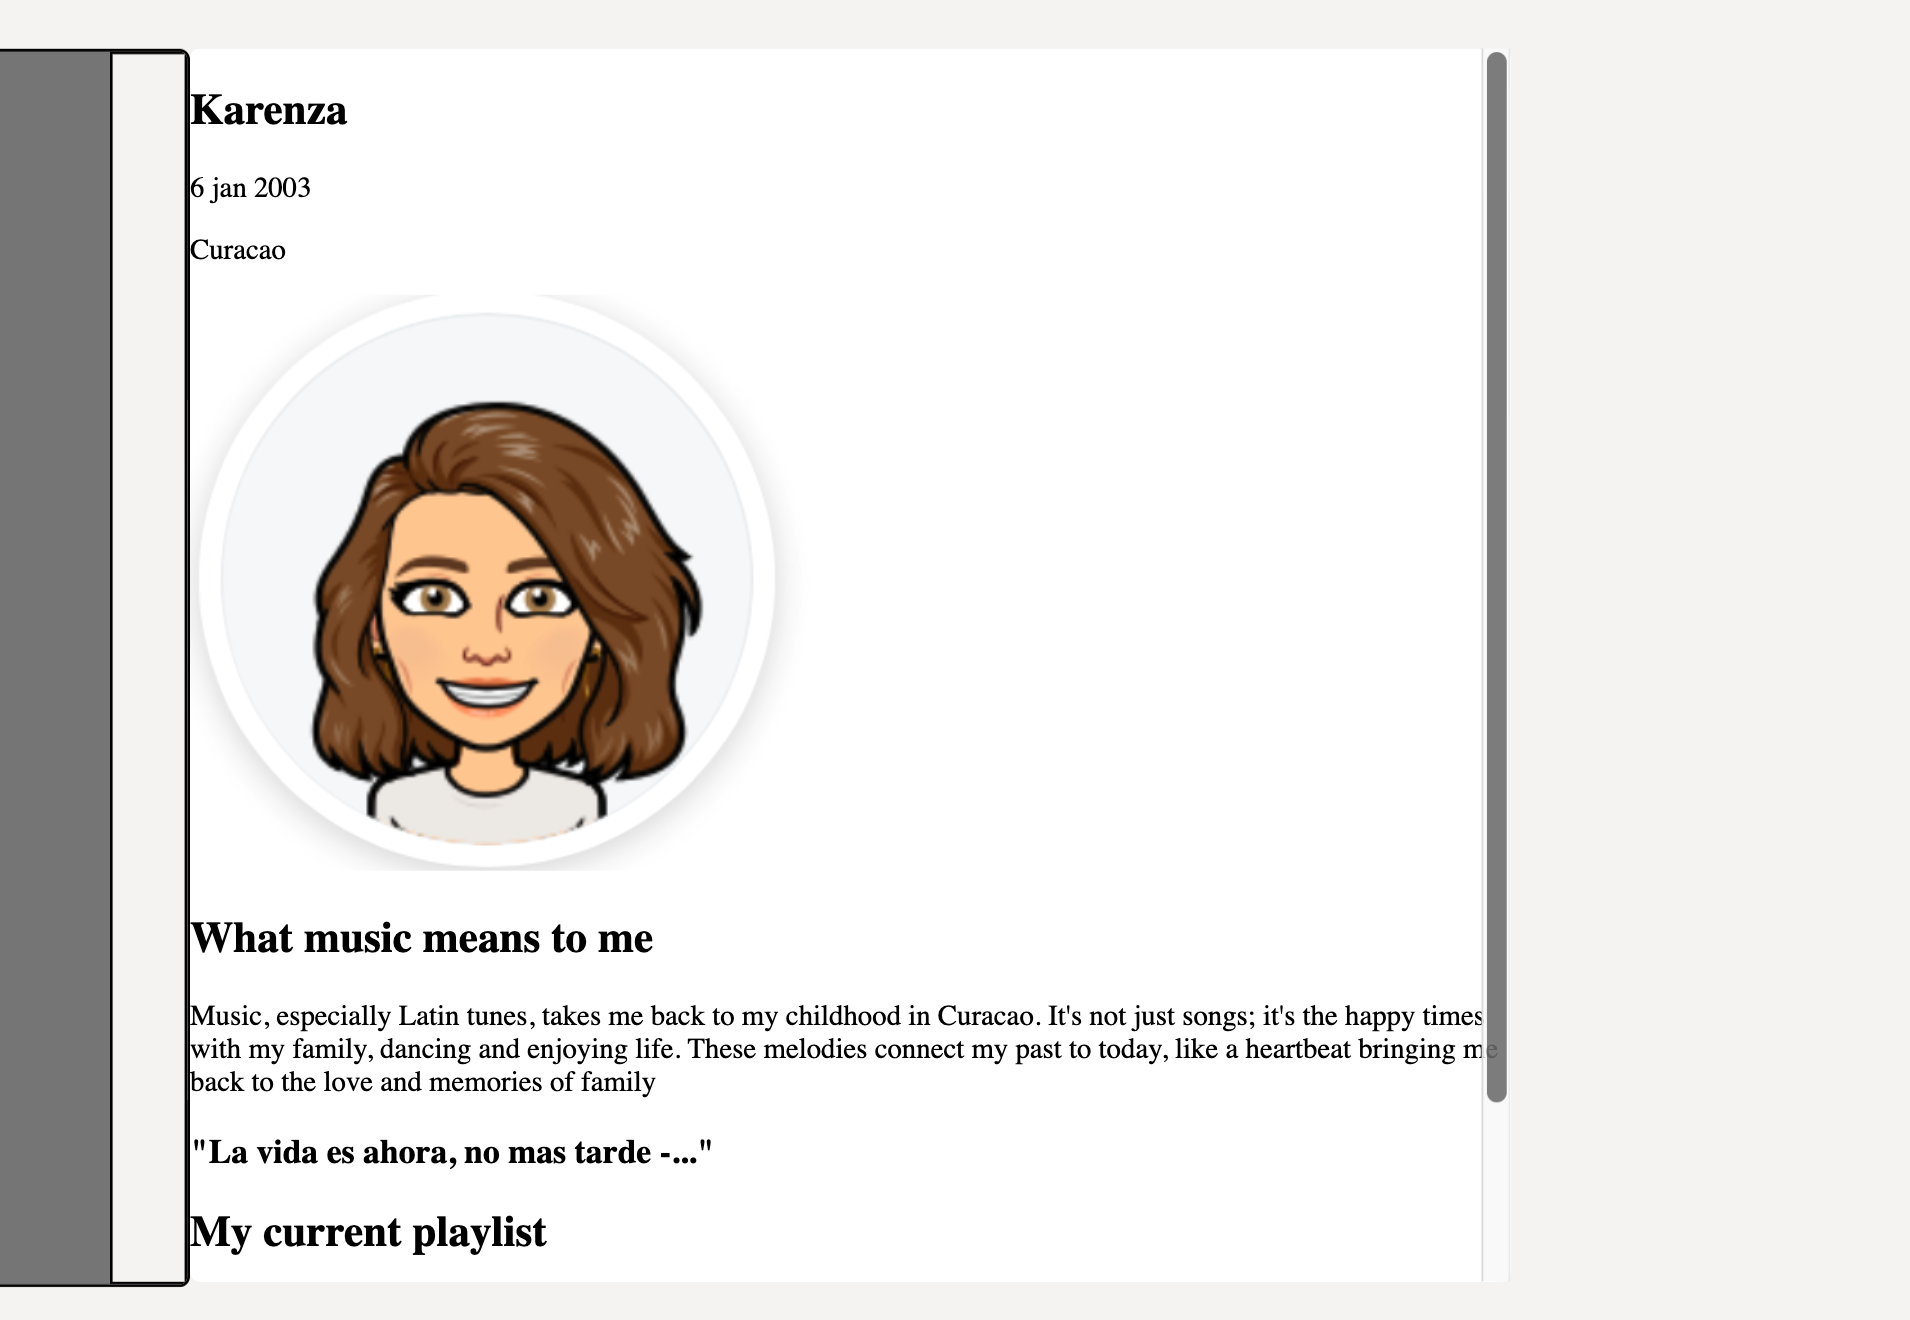 Karenza
6 jan 2003
Curacao
What music means to me
Music, especially Latin tunes, takes me back to my childhood in Curacao. It's not just songs; it's the happy times
with my family, dancing and enjoying life. These melodies connect my past to today, like a heartbeat bringing me
back to the love and memories of family
"La vida es ahora, no mas tarde -..."
My current playlist